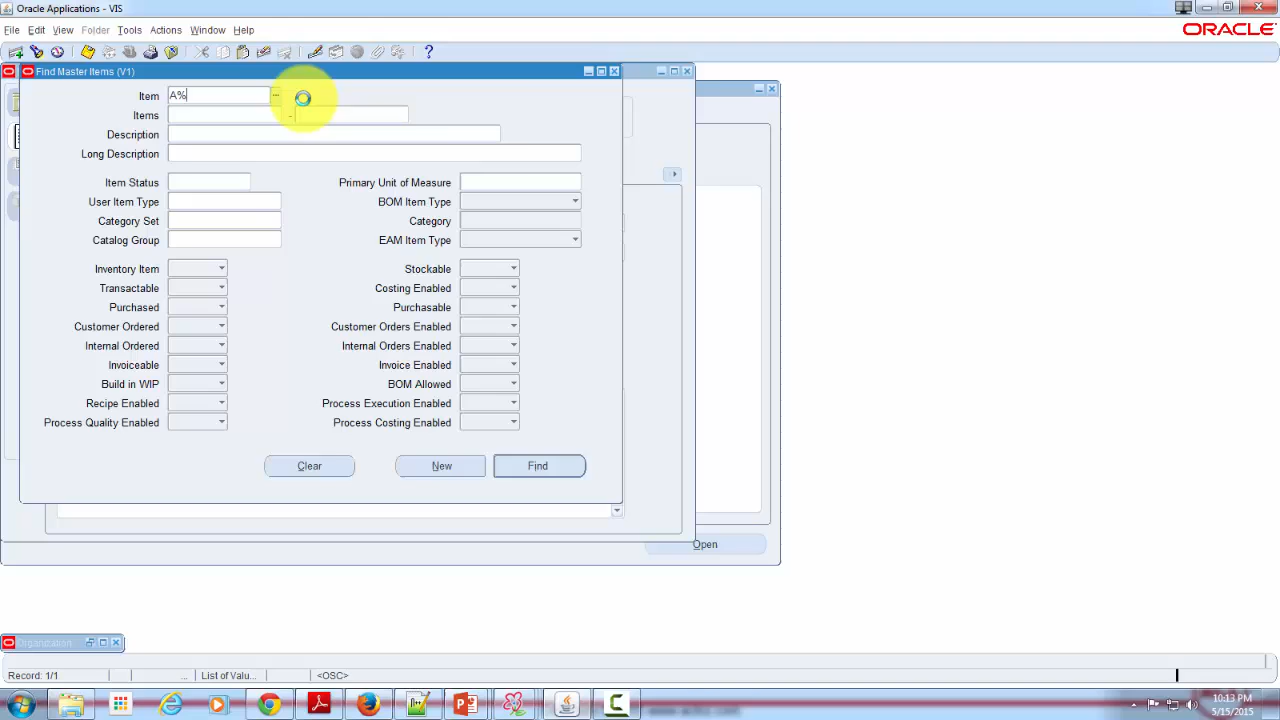 Oracle Applications - VIS
File Edit View Folder Tools Actions Window Help
ORACLE
Find Master Items (V1)
Item A%
Items -
Description
Long Description
Item Status Primary Unit of Measure
User Item Type BOM Item Type
Category Set Category
Catalog Group EAM Item Type
Inventory Item Stockable
Transactable Costing Enabled
Purchased Purchasable
Customer Ordered Customer Orders Enabled
Internal Ordered Internal Orders Enabled
Invoiceable Invoice Enabled
Build in WIP BOM Allowed
Recipe Enabled Process Execution Enabled
Process Quality Enabled Process Costing Enabled
Clear New Find
Open
Organization
Record: 1/1 ... List of Valu... <OSC>
10:13 PM
5/15/2015